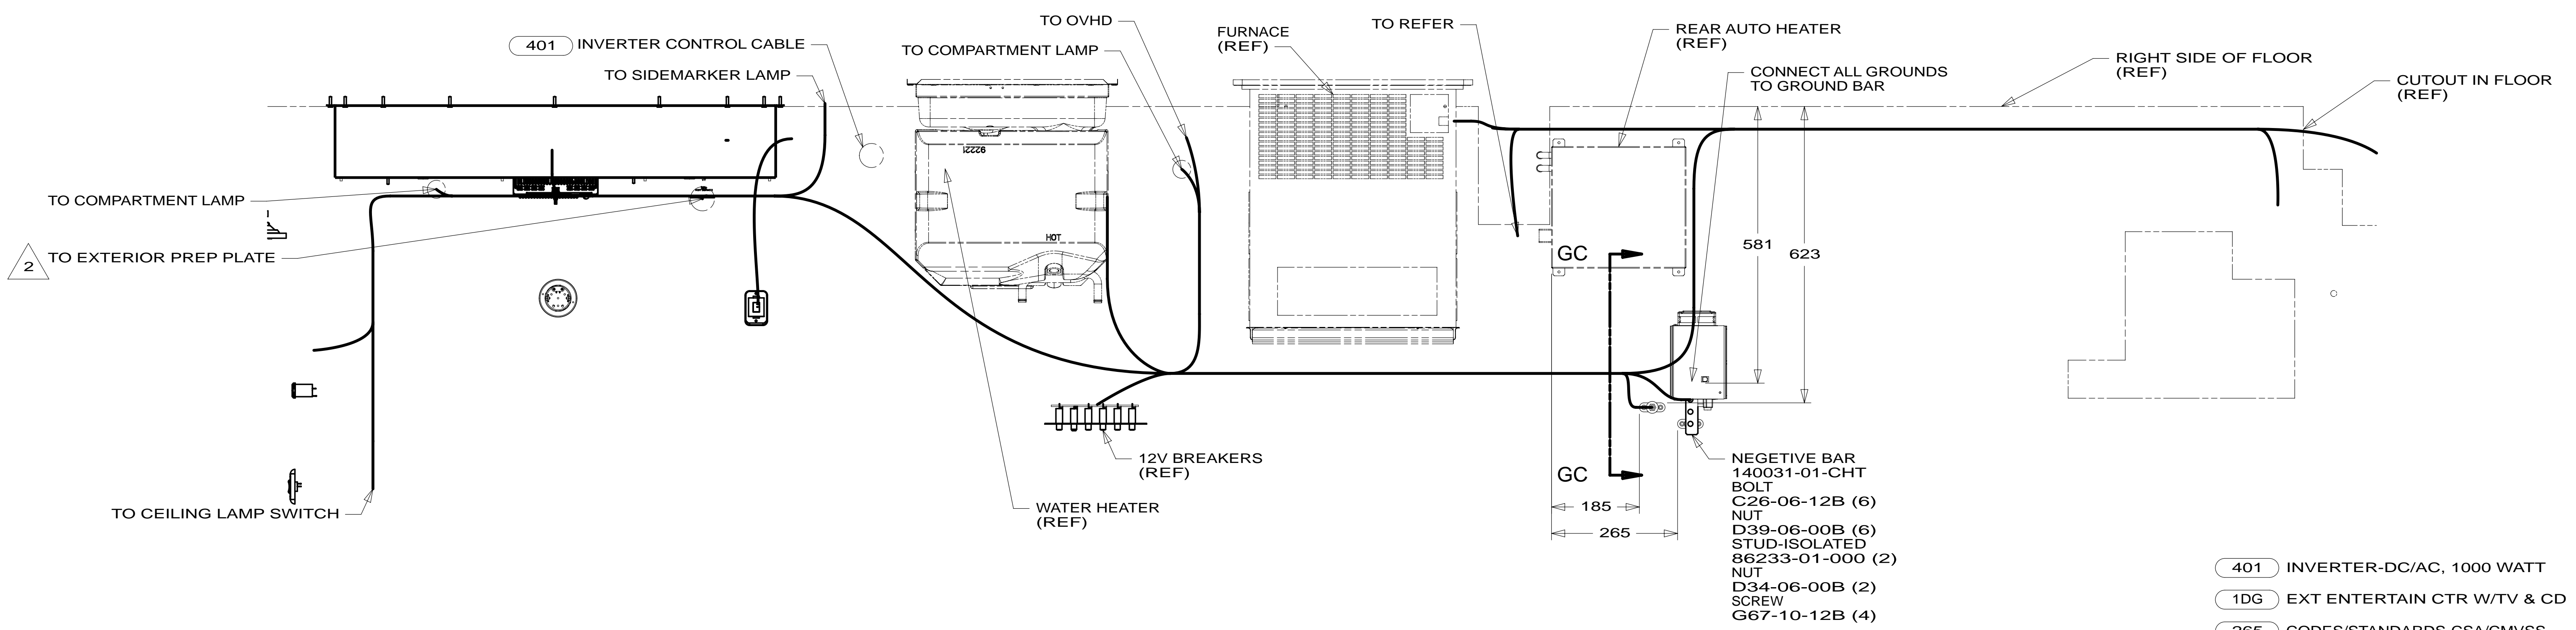 401 INVERTER CONTROL CABLE
TO SIDEMARKER LAMP
TO OVHD
TO COMPARTMENT LAMP
FURNACE
(REF)
TO REFER
REAR AUTO HEATER
(REF)
CONNECT ALL GROUNDS
TO GROUND BAR
RIGHT SIDE OF FLOOR
(REF)
CUTOUT IN FLOOR
(REF)
92221
TO COMPARTMENT LAMP
2 TO EXTERIOR PREP PLATE
HOT
GC
581
623
12V BREAKERS
(REF)
GC
WATER HEATER
(REF)
TO CEILING LAMP SWITCH
185
265
NEGETIVE BAR
140031-01-CHT
BOLT
C26-06-12B (6)
NUT
D39-06-00B (6)
STUD-ISOLATED
86233-01-000 (2)
NUT
D34-06-00B (2)
SCREW
G67-10-12B (4)
401 INVERTER-DC/AC, 1000 WATT
1DG EXT ENTERTAIN CTR W/TV & CD
265 CODES/STANDARDS-CSA/CMVSS